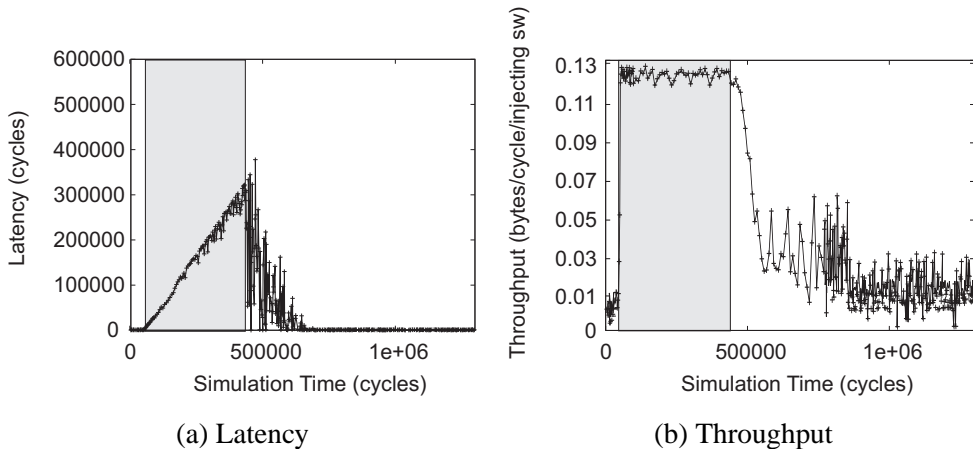 600000
500000
400000
300000
200000
100000
0
0
500000
1e+06
Latency (cycles)
Simulation Time (cycles)
(a) Latency
0.13
0.11
0.09
0.07
0.05
0.03
0.01
0
0
500000
1e+06
Throughput (bytes/cycle/injecting sw)
Simulation Time (cycles)
(b) Throughput